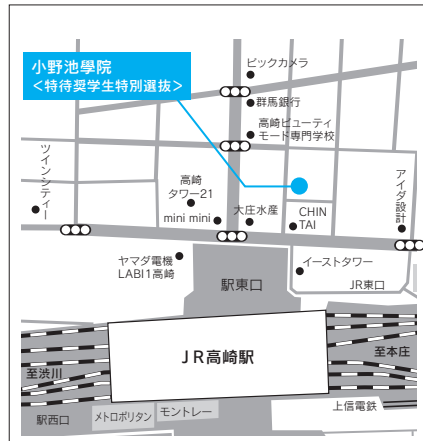 小野池學院
＜特待奨学生特別選抜＞
ビックカメラ
群馬銀行
高崎ビューティ
モード専門学校
ツインシティー
高崎
タワー21
mini mini
大庄水産
CHIN
TAI
アイダ設計
ヤマダ電機
LABI1高崎
イーストタワー
駅東口
JR東口
JR高崎駅
至渋川
至本庄
駅西口
メトロポリタン
モントレー
上信電鉄